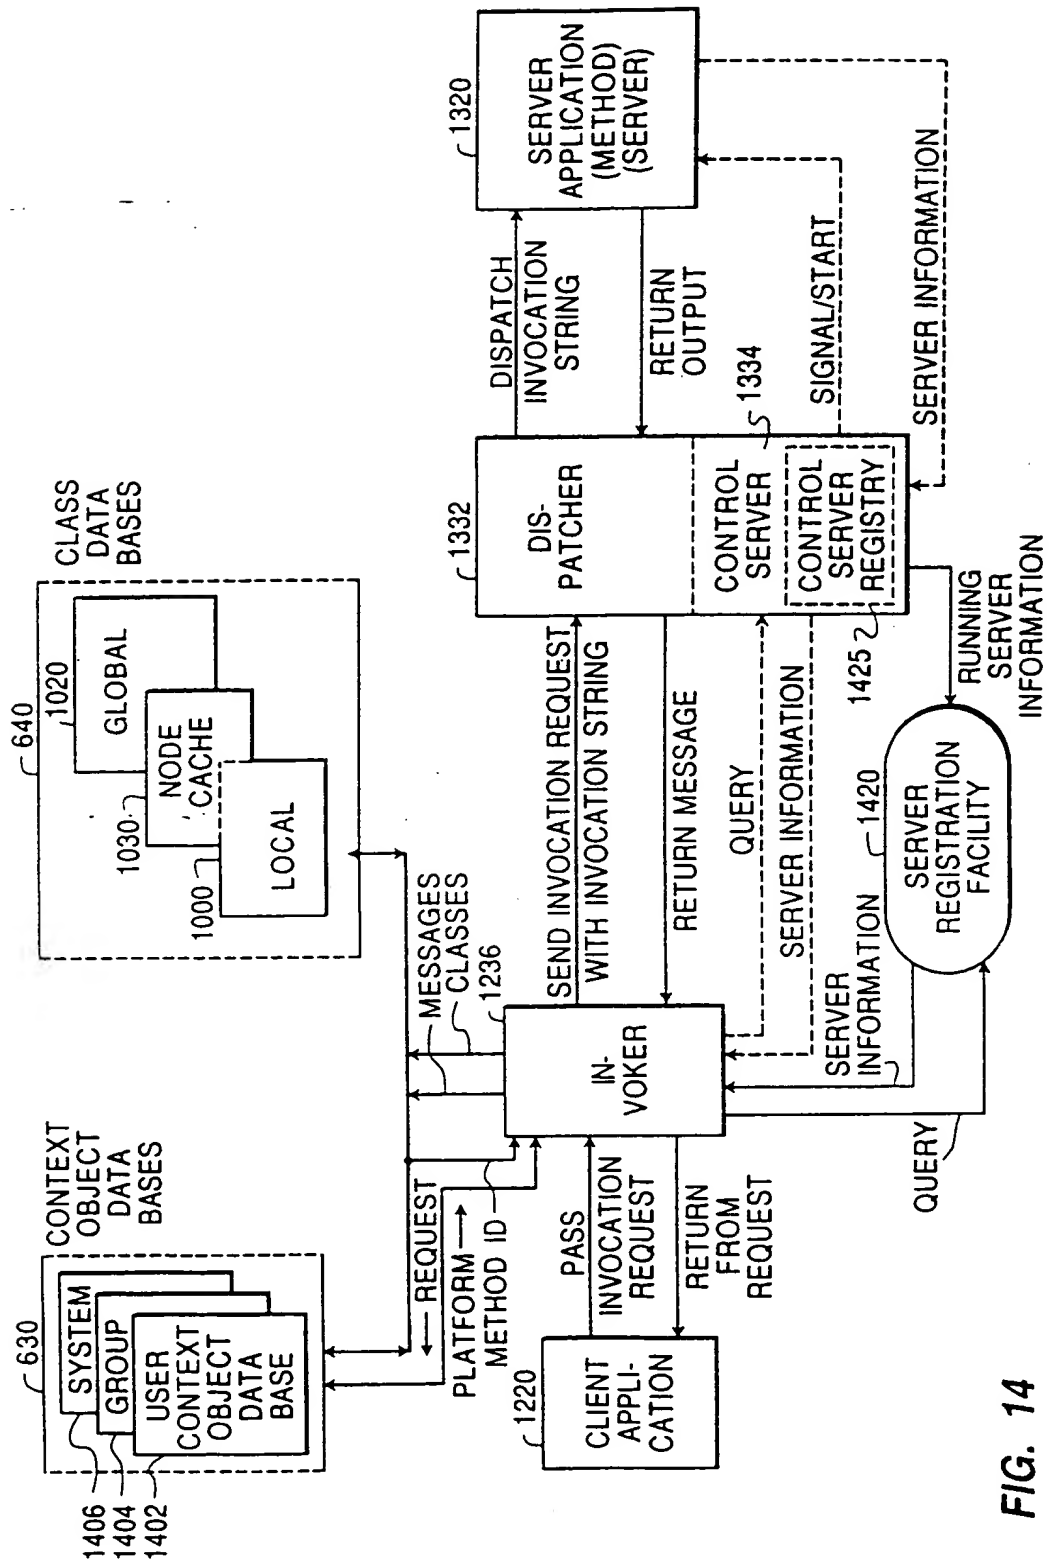 630
CONTEXT
OBJECT
DATA
BASES
1406
1404
1402
SYSTEM
GROUP
USER
CONTEXT
OBJECT
DATA
BASE
640
CLASS
DATA
BASES
1020
GLOBAL
1030
NODE
CACHE
1000
LOCAL
REQUEST
PLATFORM
METHOD ID
MESSAGES
CLASSES
1220
CLIENT
APPLI-
CATION
PASS
INVOCATION
REQUEST
RETURN
FROM
REQUEST
1236
IN-
VOKER
SEND INVOCATION REQUEST
WITH INVOCATION STRING
RETURN MESSAGE
QUERY
SERVER INFORMATION
SERVER
INFORMATION
QUERY
1332
DIS-
PATCHER
CONTROL
SERVER
1334
CONTROL
SERVER
REGISTRY
1425
DISPATCH
INVOCATION
STRING
RETURN
OUTPUT
1320
SERVER
APPLICATION
(METHOD)
(SERVER)
SIGNAL/START
SERVER INFORMATION
1420
SERVER
REGISTRATION
FACILITY
RUNNING
SERVER
INFORMATION
FIG. 14